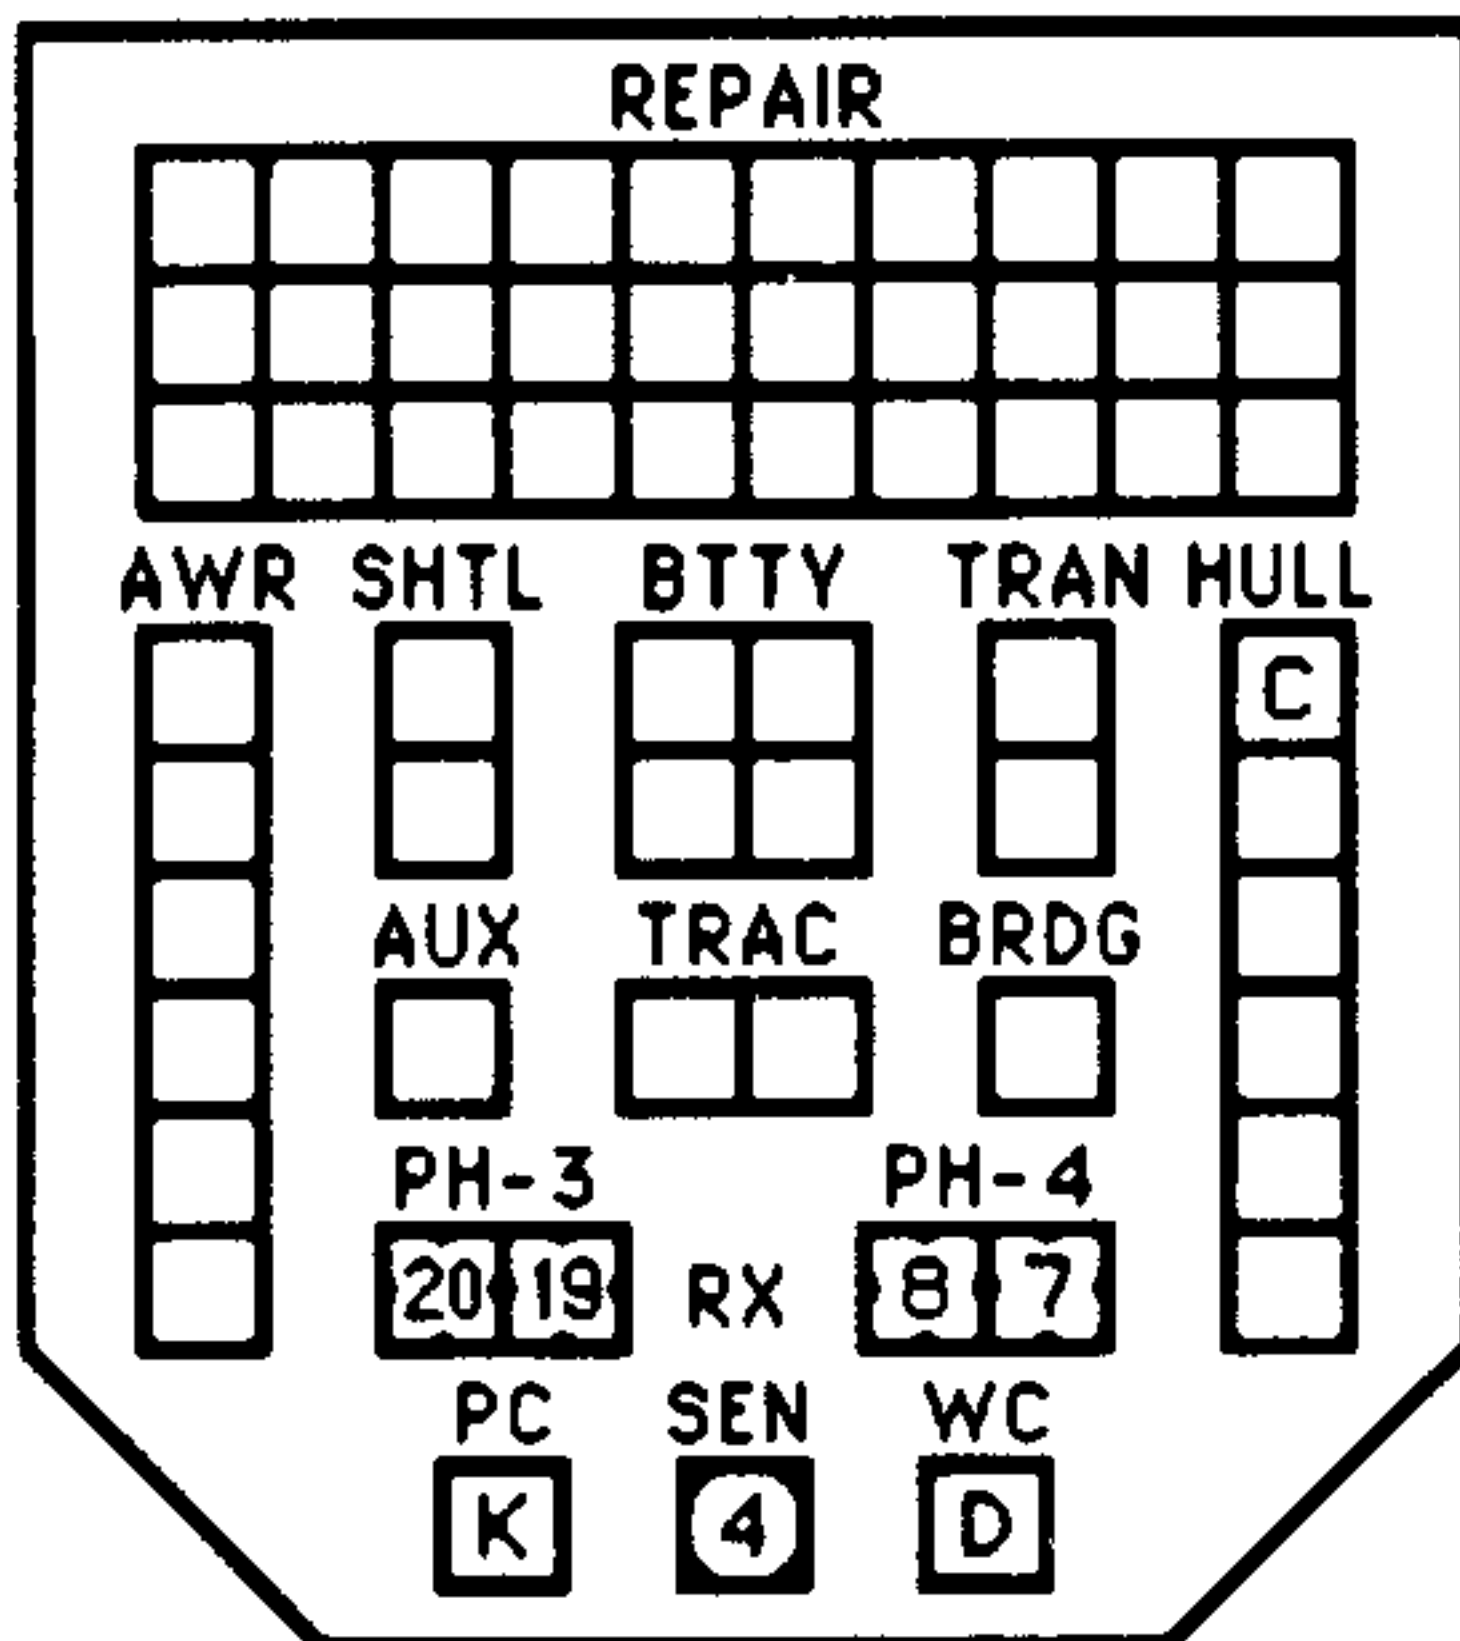 REPAIR
AWR SHTL BTTY TRAN HULL
C
AUX TRAC BRDG
PH-3 PH-4
20 19 RX 8 7
PC SEN WC
K 4 D